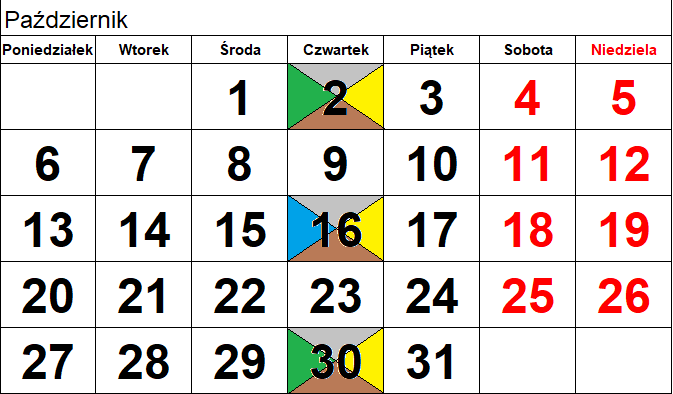 Październik
Poniedziałek Wtorek Środa Czwartek Piątek Sobota Niedziela
1 2 3 4 5
6 7 8 9 10 11 12
13 14 15 16 17 18 19
20 21 22 23 24 25 26
27 28 29 30 31